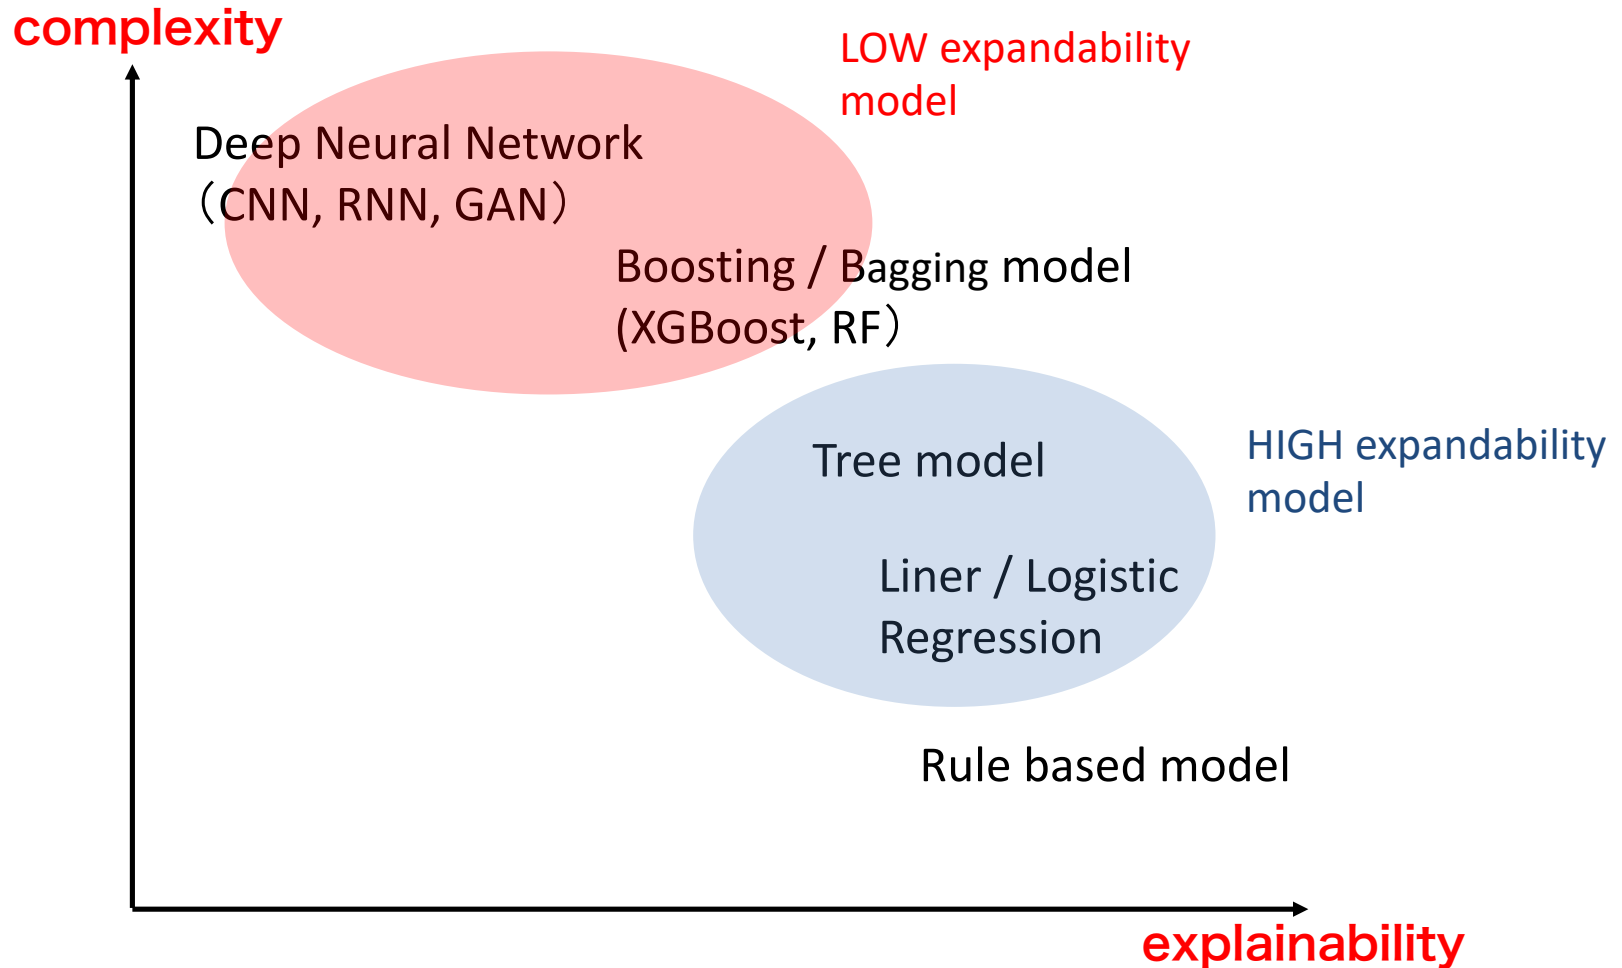 complexity
LOW expandability
model
Deep Neural Network
（CNN, RNN, GAN）
Boosting / Bagging model
(XGBoost, RF）
Tree model
HIGH expandability
model
Liner / Logistic
Regression
Rule based model
explainability